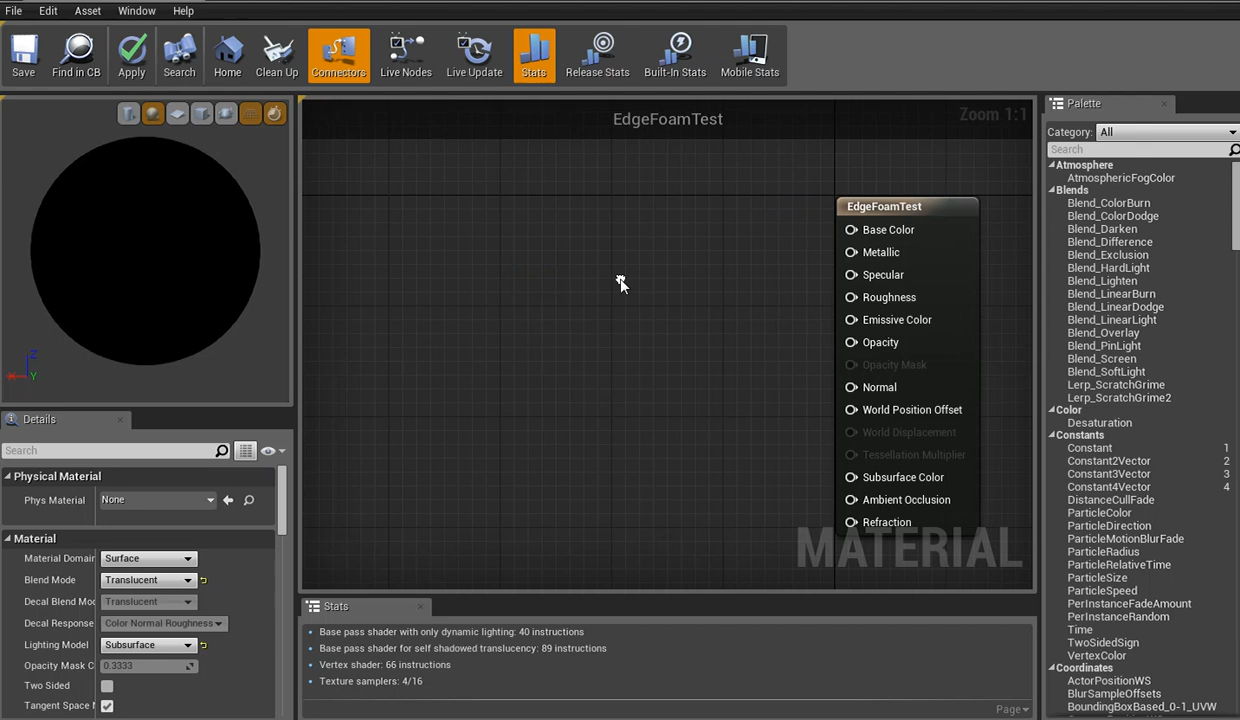 File Edit Asset Window Help
Save Find in CB Apply Search Home Clean Up Connectors Live Nodes Live Update Stats Release Stats Built-In Stats Mobile Stats
EdgeFoamTest
Zoom 1:1
EdgeFoamTest
Base Color
Metallic
Specular
Roughness
Emissive Color
Opacity
Opacity Mask
Normal
World Position Offset
World Displacement
Tessellation Multiplier
Subsurface Color
Ambient Occlusion
Refraction
MATERIAL
Z
X Y
Details
Search
Physical Material
Phys Material None
Material
Material Domain Surface
Blend Mode Translucent
Decal Blend Mod Translucent
Decal Response Color Normal Roughness
Lighting Model Subsurface
Opacity Mask C 0.3333
Two Sided
Tangent Space N
Stats
Base pass shader with only dynamic lighting: 40 instructions
Base pass shader for self shadowed translucency: 89 instructions
Vertex shader: 66 instructions
Texture samplers: 4/16
Page
Palette
Category: All
Search
Atmosphere
AtmosphericFogColor
Blends
Blend_ColorBurn
Blend_ColorDodge
Blend_Darken
Blend_Difference
Blend_Exclusion
Blend_HardLight
Blend_Lighten
Blend_LinearBurn
Blend_LinearDodge
Blend_LinearLight
Blend_Overlay
Blend_PinLight
Blend_Screen
Blend_SoftLight
Lerp_ScratchGrime
Lerp_ScratchGrime2
Color
Desaturation
Constants
Constant 1
Constant2Vector 2
Constant3Vector 3
Constant4Vector 4
DistanceCullFade
ParticleColor
ParticleDirection
ParticleMotionBlurFade
ParticleRadius
ParticleRelativeTime
ParticleSize
ParticleSpeed
PerInstanceFadeAmount
PerInstanceRandom
Time
TwoSidedSign
VertexColor
Coordinates
ActorPositionWS
BlurSampleOffsets
BoundingBoxBased_0-1_UVW